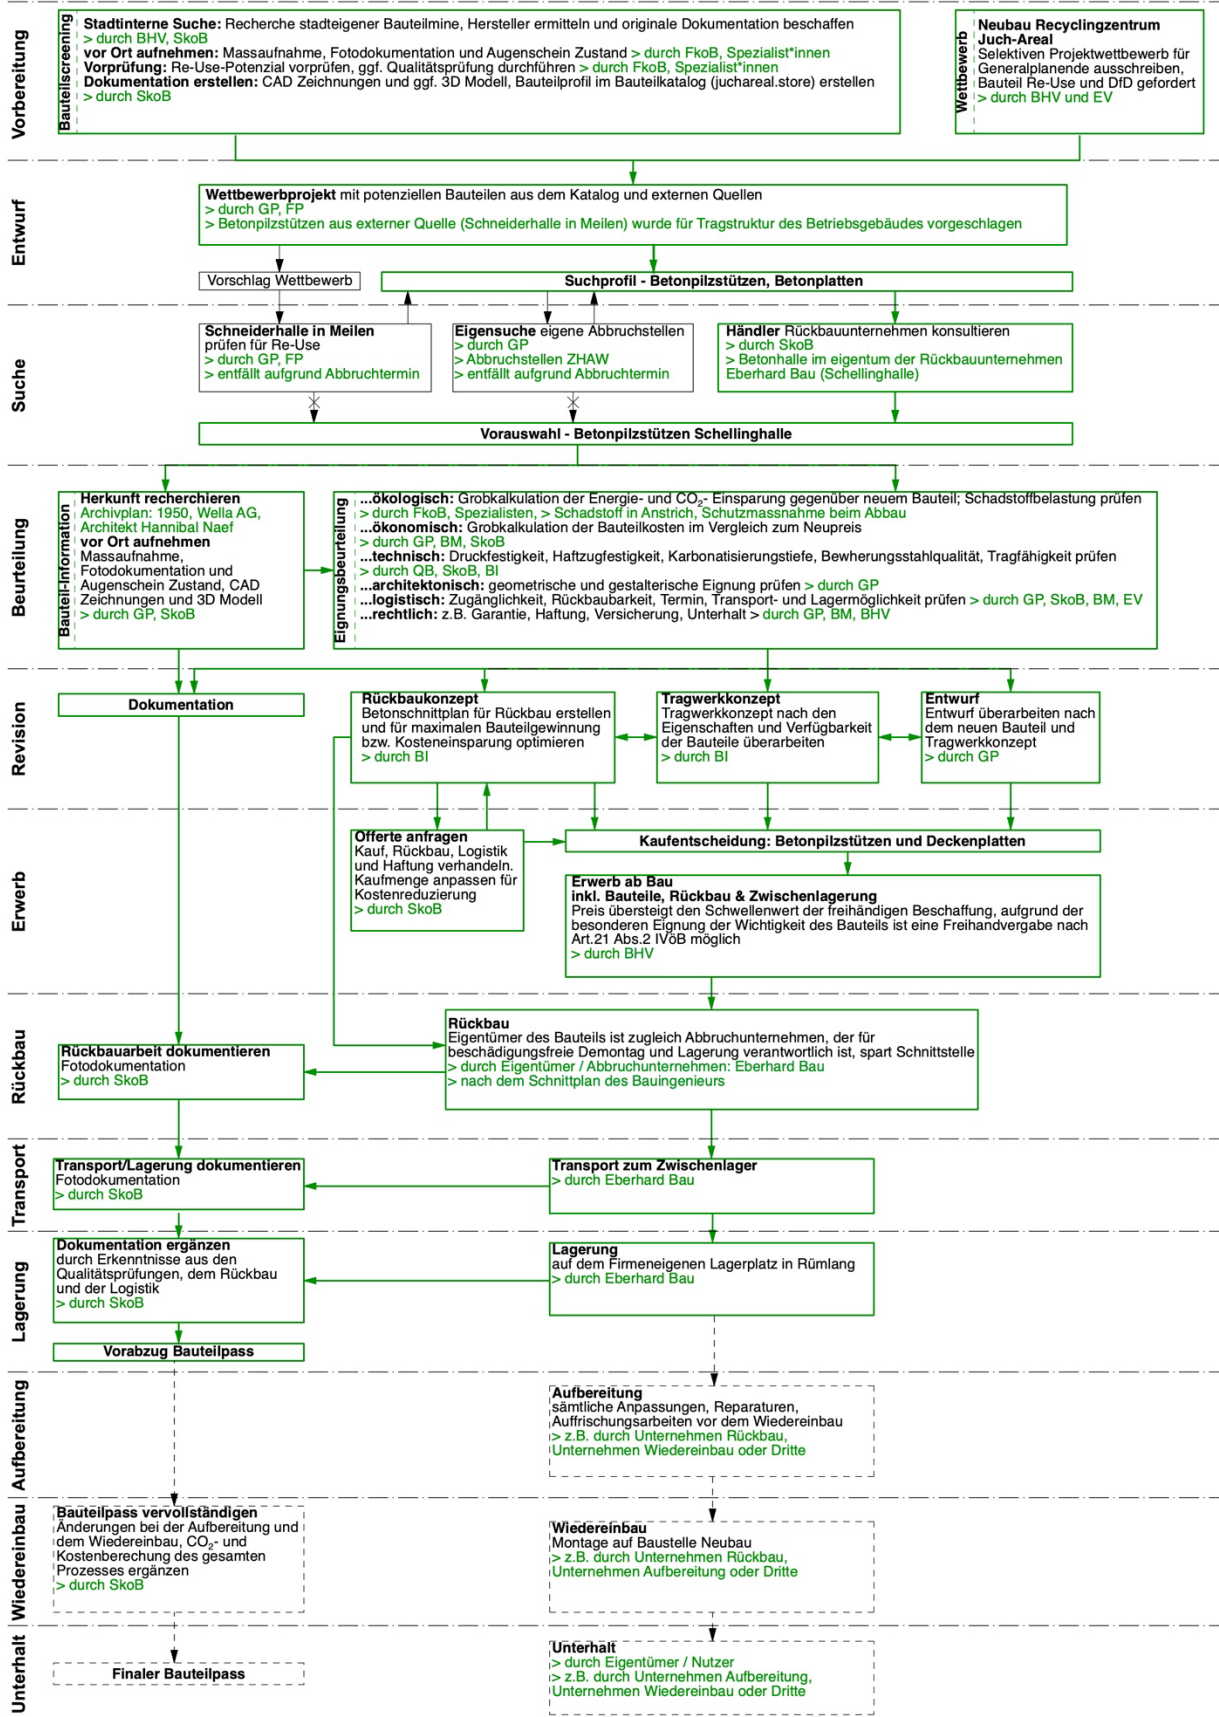 Vorbereitung
Bauteilscreening
Stadtinterne Suche: Recherche stadteigener Bauteilmine, Hersteller ermitteln und originale Dokumentation beschaffen
> durch BHV, SkoB
vor Ort aufnehmen: Massaufnahme, Fotodokumentation und Augenschein Zustand > durch FkoB, Spezialist*innen
Vorprüfung: Re-Use-Potenzial vorprüfen, ggf. Qualitätsprüfung durchführen > durch FkoB, Spezialist*innen
Dokumentation erstellen: CAD Zeichnungen und ggf. 3D Modell, Bauteilprofil im Bauteilkatalog (juchareal.store) erstellen
> durch SkoB
Wettbewerb
Neubau Recyclingzentrum
Juch-Areal
Selektiven Projektwettbewerb für
Generalplanende ausschreiben,
Bauteil Re-Use und DfD gefordert
> durch BHV und EV
Entwurf
Wettbewerbprojekt mit potenziellen Bauteilen aus dem Katalog und externen Quellen
> durch GP, FP
> Betonpilzstützen aus externer Quelle (Schneiderhalle in Meilen) wurde für Tragstruktur des Betriebsgebäudes vorgeschlagen
Vorschlag Wettbewerb
Suchprofil - Betonpilzstützen, Betonplatten
Suche
Schneiderhalle in Meilen
prüfen für Re-Use
> durch GP, FP
> entfällt aufgrund Abbruchtermin
Eigensuche eigene Abbruchstellen
> durch GP
> Abbruchstellen ZHAW
> entfällt aufgrund Abbruchtermin
Händler Rückbauunternehmen konsultieren
> durch SkoB
> Betonhalle im eigentum der Rückbauunternehmen
Eberhard Bau (Schellinghalle)
Vorauswahl - Betonpilzstützen Schellinghalle
Beurteilung
Bauteil-Information
Herkunft recherchieren
Archivplan: 1950, Wella AG,
Architekt Hannibal Naef
vor Ort aufnehmen
Massaufnahme,
Fotodokumentation und
Augenschein Zustand, CAD
Zeichnungen und 3D Modell
> durch GP, SkoB
Eignungsbeurteilung
...ökologisch: Grobkalkulation der Energie- und CO₂- Einsparung gegenüber neuem Bauteil; Schadstoffbelastung prüfen
> durch FkoB, Spezialisten, > Schadstoff in Anstrich, Schutzmassnahme beim Abbau
...ökonomisch: Grobkalkulation der Bauteilkosten im Vergleich zum Neupreis
> durch GP, BM, SkoB
...technisch: Druckfestigkeit, Haftzugfestigkeit, Karbonatisierungstiefe, Bewherungsstahlqualität, Tragfähigkeit prüfen
> durch QB, SkoB, BI
...architektonisch: geometrische und gestalterische Eignung prüfen > durch GP
...logistisch: Zugänglichkeit, Rückbaubarkeit, Termin, Transport- und Lagermöglichkeit prüfen > durch GP, SkoB, BM, EV
...rechtlich: z.B. Garantie, Haftung, Versicherung, Unterhalt > durch GP, BM, BHV
Revision
Dokumentation
Rückbaukonzept
Betonschnittplan für Rückbau erstellen
und für maximalen Bauteilgewinnung
bzw. Kosteneinsparung optimieren
> durch BI
Tragwerkkonzept
Tragwerkkonzept nach den
Eigenschaften und Verfügbarkeit
der Bauteile überarbeiten
> durch BI
Entwurf
Entwurf überarbeiten nach
dem neuen Bauteil und
Tragwerkkonzept
> durch GP
Erwerb
Offerte anfragen
Kauf, Rückbau, Logistik
und Haftung verhandeln.
Kaufmenge anpassen für
Kostenreduzierung
> durch SkoB
Kaufentscheidung: Betonpilzstützen und Deckenplatten
Erwerb ab Bau
inkl. Bauteile, Rückbau & Zwischenlagerung
Preis übersteigt den Schwellenwert der freihändigen Beschaffung, aufgrund der
besonderen Eignung der Wichtigkeit des Bauteils ist eine Freihandvergabe nach
Art.21 Abs.2 IVöB möglich
> durch BHV
Rückbau
Rückbauarbeit dokumentieren
Fotodokumentation
> durch SkoB
Rückbau
Eigentümer des Bauteils ist zugleich Abbruchunternehmen, der für
beschädigungsfreie Demontag und Lagerung verantwortlich ist, spart Schnittstelle
> durch Eigentümer / Abbruchunternehmen: Eberhard Bau
> nach dem Schnittplan des Bauingenieurs
Transport
Transport/Lagerung dokumentieren
Fotodokumentation
> durch SkoB
Transport zum Zwischenlager
> durch Eberhard Bau
Lagerung
Dokumentation ergänzen
durch Erkenntnisse aus den
Qualitätsprüfungen, dem Rückbau
und der Logistik
> durch SkoB
Lagerung
auf dem Firmeneigenen Lagerplatz in Rümlang
> durch Eberhard Bau
Vorabzug Bauteilpass
Aufbereitung
Aufbereitung
sämtliche Anpassungen, Reparaturen,
Auffrischungsarbeiten vor dem Wiedereinbau
> z.B. durch Unternehmen Rückbau,
Unternehmen Wiedereinbau oder Dritte
Wiedereinbau
Bauteilpass vervollständigen
Änderungen bei der Aufbereitung und
dem Wiedereinbau, CO₂- und
Kostenberechung des gesamten
Prozesses ergänzen
> durch SkoB
Wiedereinbau
Montage auf Baustelle Neubau
> z.B. durch Unternehmen Rückbau,
Unternehmen Aufbereitung oder Dritte
Unterhalt
Finaler Bauteilpass
Unterhalt
> durch Eigentümer / Nutzer
> z.B. durch Unternehmen Aufbereitung,
Unternehmen Wiedereinbau oder Dritte